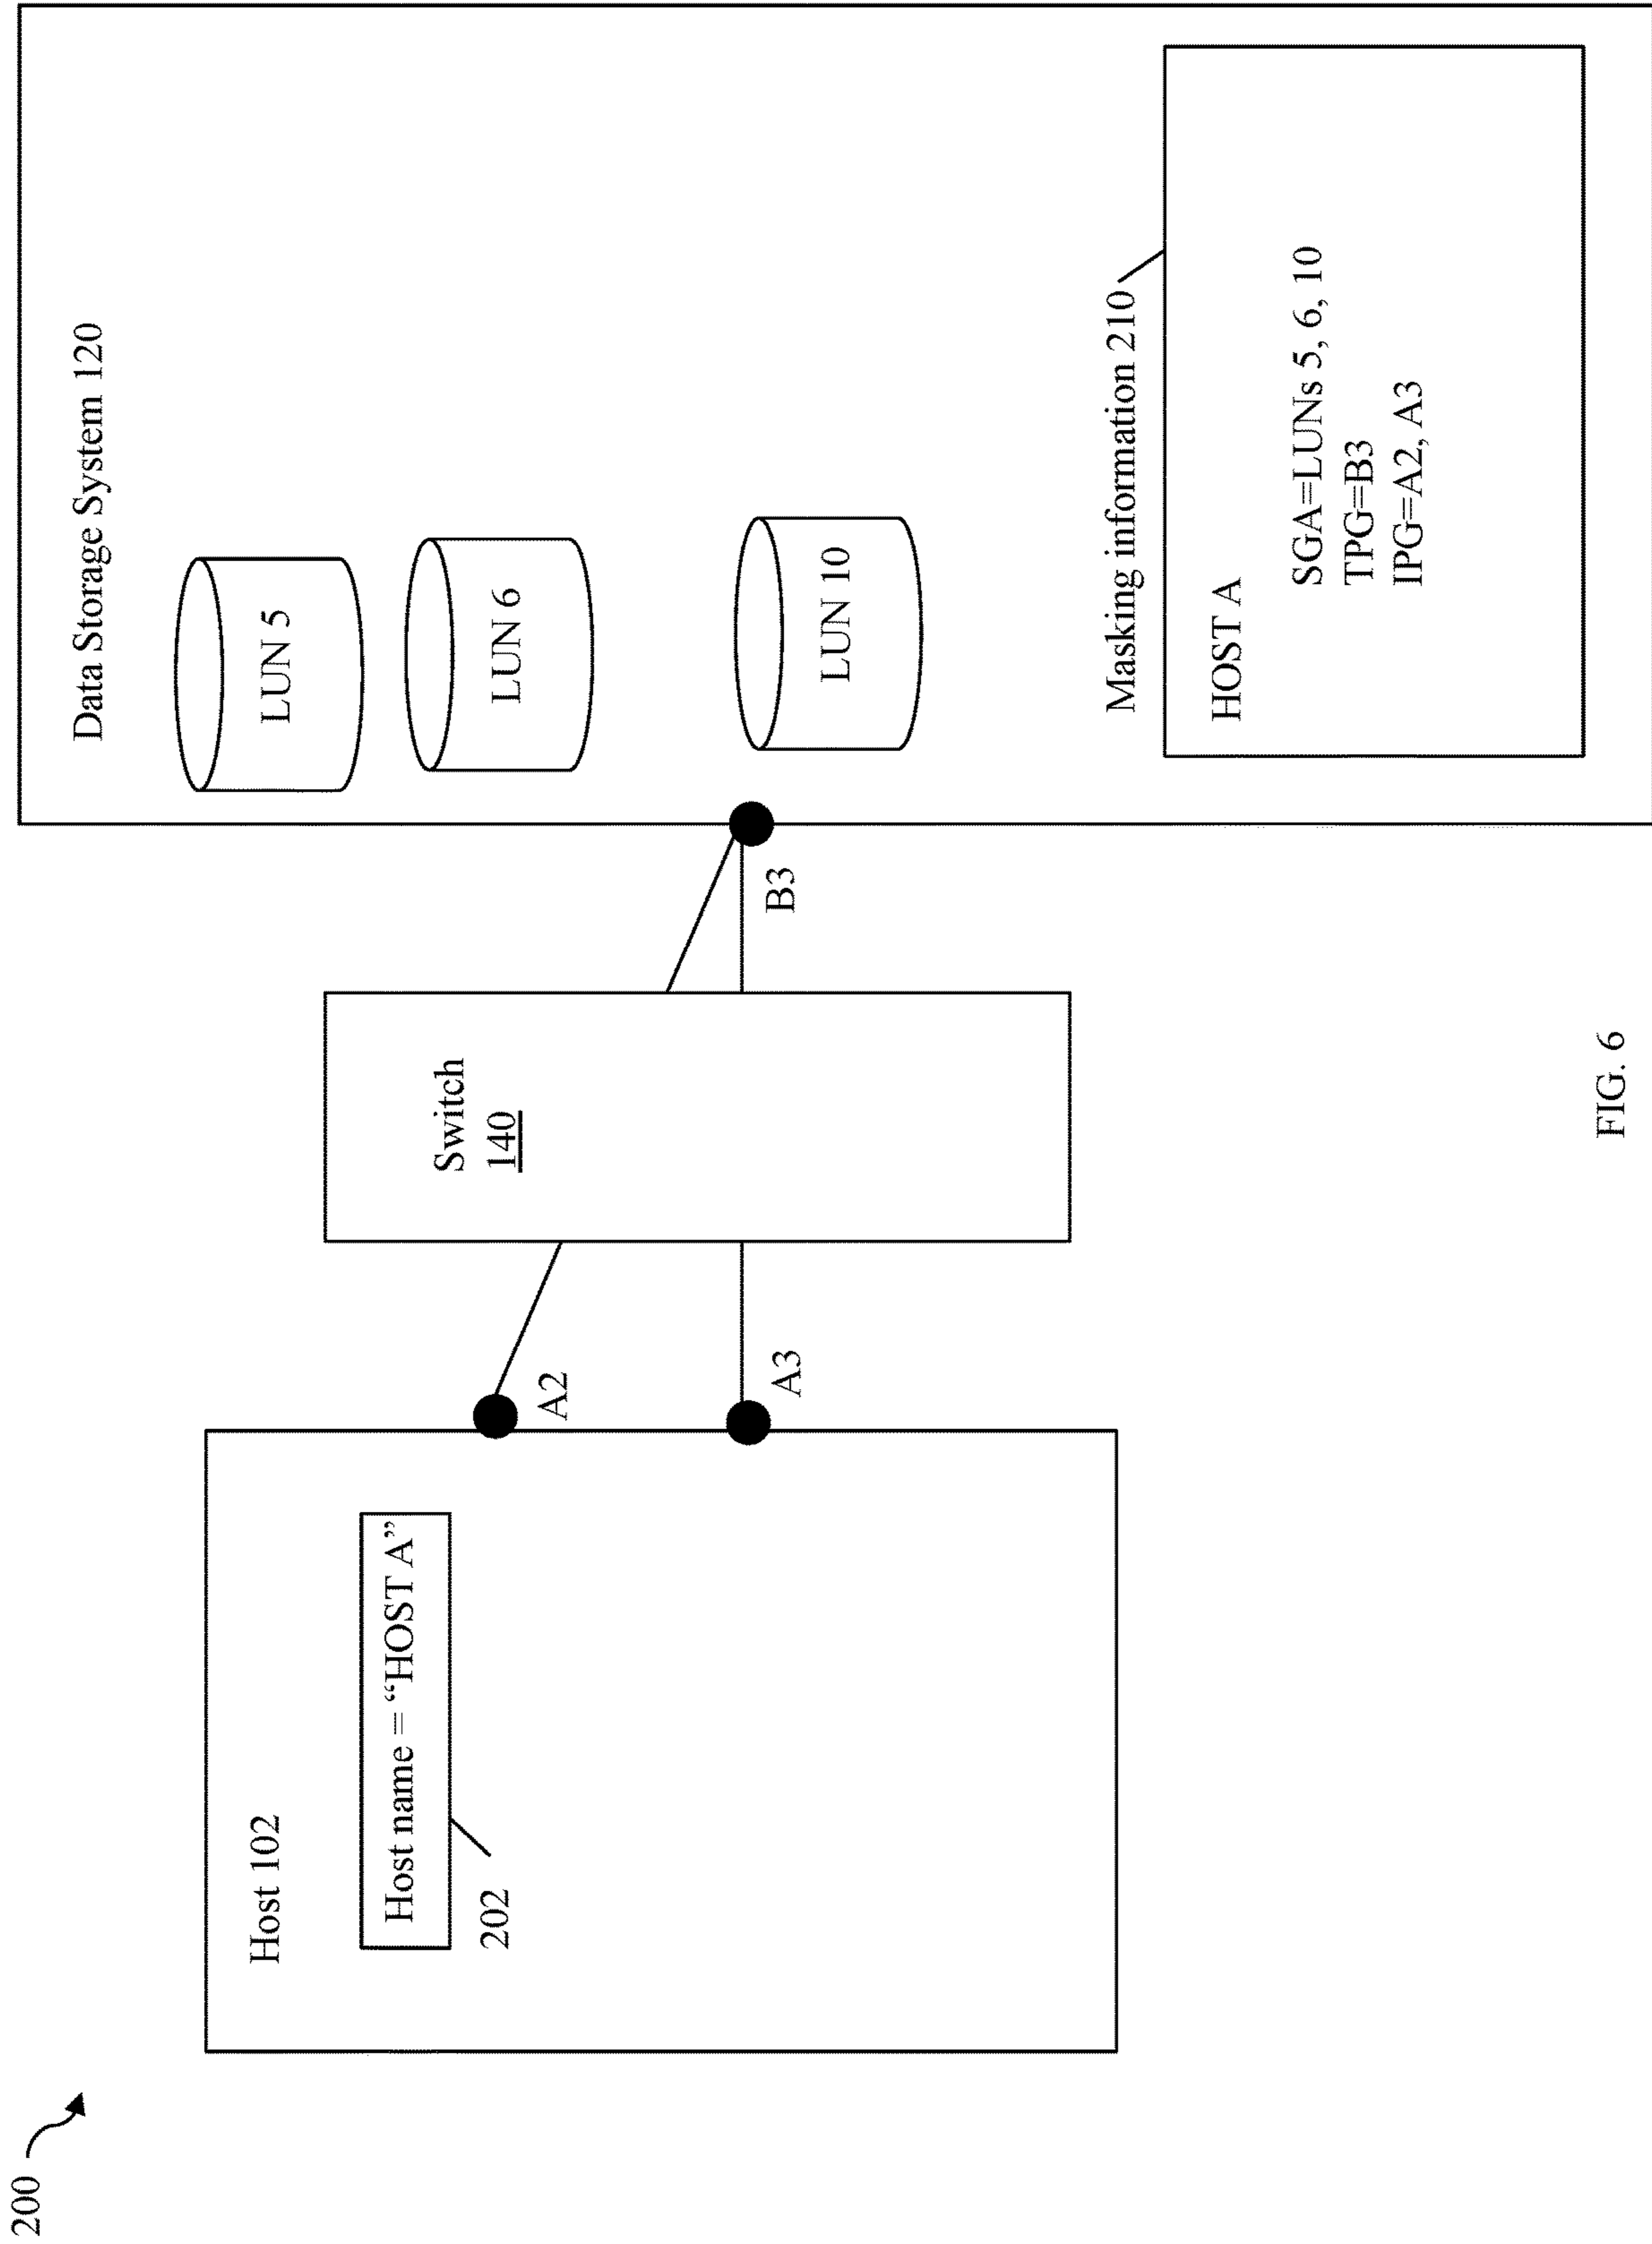 200
Host 102
Host name = “HOST A”
202
A2
A3
Switch
140
B3
Data Storage System 120
LUN 5
LUN 6
LUN 10
Masking information 210
HOST A
SGA=LUNs 5, 6, 10
TPG=B3
IPG=A2, A3
FIG. 6